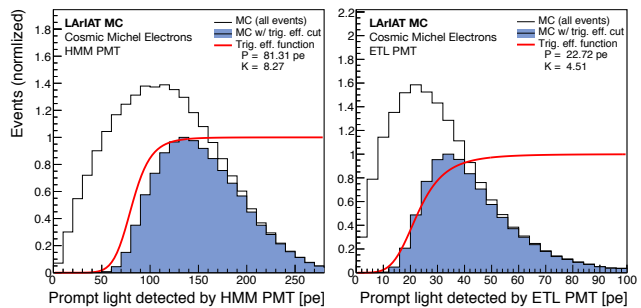 LArIAT MC
Cosmic Michel Electrons
HMM PMT
MC (all events)
MC w/ trig. eff. cut
Trig. eff. function
P = 81.31 pe
K = 8.27
Events (normlized)
1.8
1.6
1.4
1.2
1
0.8
0.6
0.4
0.2
0
0 50 100 150 200 250
Prompt light detected by HMM PMT [pe]
LArIAT MC
Cosmic Michel Electrons
ETL PMT
MC (all events)
MC w/ trig. eff. cut
Trig. eff. function
P = 22.72 pe
K = 4.51
2.2
2
1.8
1.6
1.4
1.2
1
0.8
0.6
0.4
0.2
0
0 10 20 30 40 50 60 70 80 90 100
Prompt light detected by ETL PMT [pe]